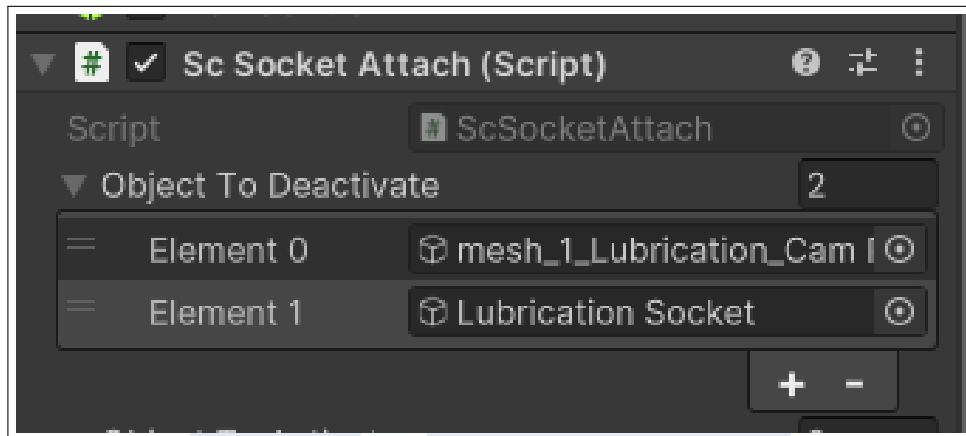 # Sc Socket Attach (Script)
Script # ScSocketAttach
Object To Deactivate 2
Element 0 mesh_1_Lubrication_Cam
Element 1 Lubrication Socket
+ -